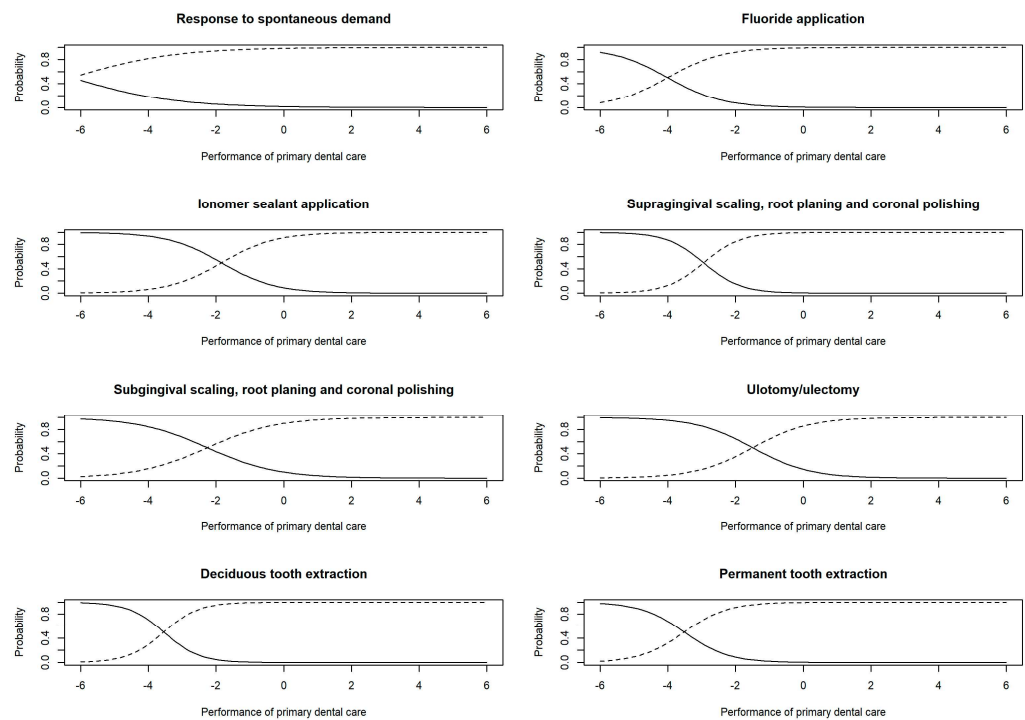 Response to spontaneous demand
Probability
0.0 0.4 0.8
-6 -4 -2 0 2 4 6
Performance of primary dental care
Fluoride application
Probability
0.0 0.4 0.8
-6 -4 -2 0 2 4 6
Performance of primary dental care
Ionomer sealant application
Probability
0.0 0.4 0.8
-6 -4 -2 0 2 4 6
Performance of primary dental care
Supragingival scaling, root planing and coronal polishing
Probability
0.0 0.4 0.8
-6 -4 -2 0 2 4 6
Performance of primary dental care
Subgingival scaling, root planing and coronal polishing
Probability
0.0 0.4 0.8
-6 -4 -2 0 2 4 6
Performance of primary dental care
Ulotomy/ulectomy
Probability
0.0 0.4 0.8
-6 -4 -2 0 2 4 6
Performance of primary dental care
Deciduous tooth extraction
Probability
0.0 0.4 0.8
-6 -4 -2 0 2 4 6
Performance of primary dental care
Permanent tooth extraction
Probability
0.0 0.4 0.8
-6 -4 -2 0 2 4 6
Performance of primary dental care